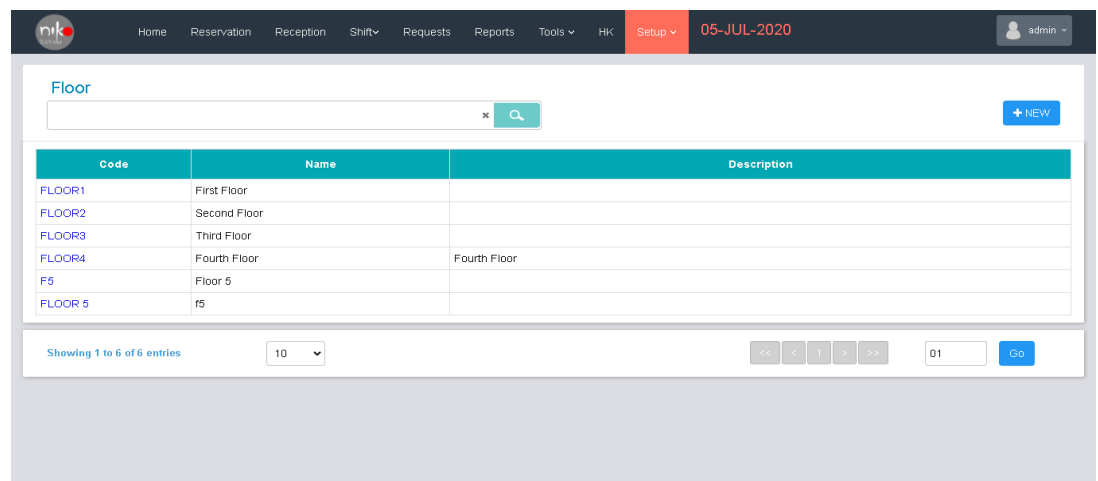 nik
Home Reservation Reception Shift Requests Reports Tools HK Setup 05-JUL-2020 admin
Floor
+ NEW
Code Name Description
FLOOR1 First Floor
FLOOR2 Second Floor
FLOOR3 Third Floor
FLOOR4 Fourth Floor Fourth Floor
F5 Floor 5
FLOOR 5 f5
Showing 1 to 6 of 6 entries 10 << < 1 > >> 01 Go